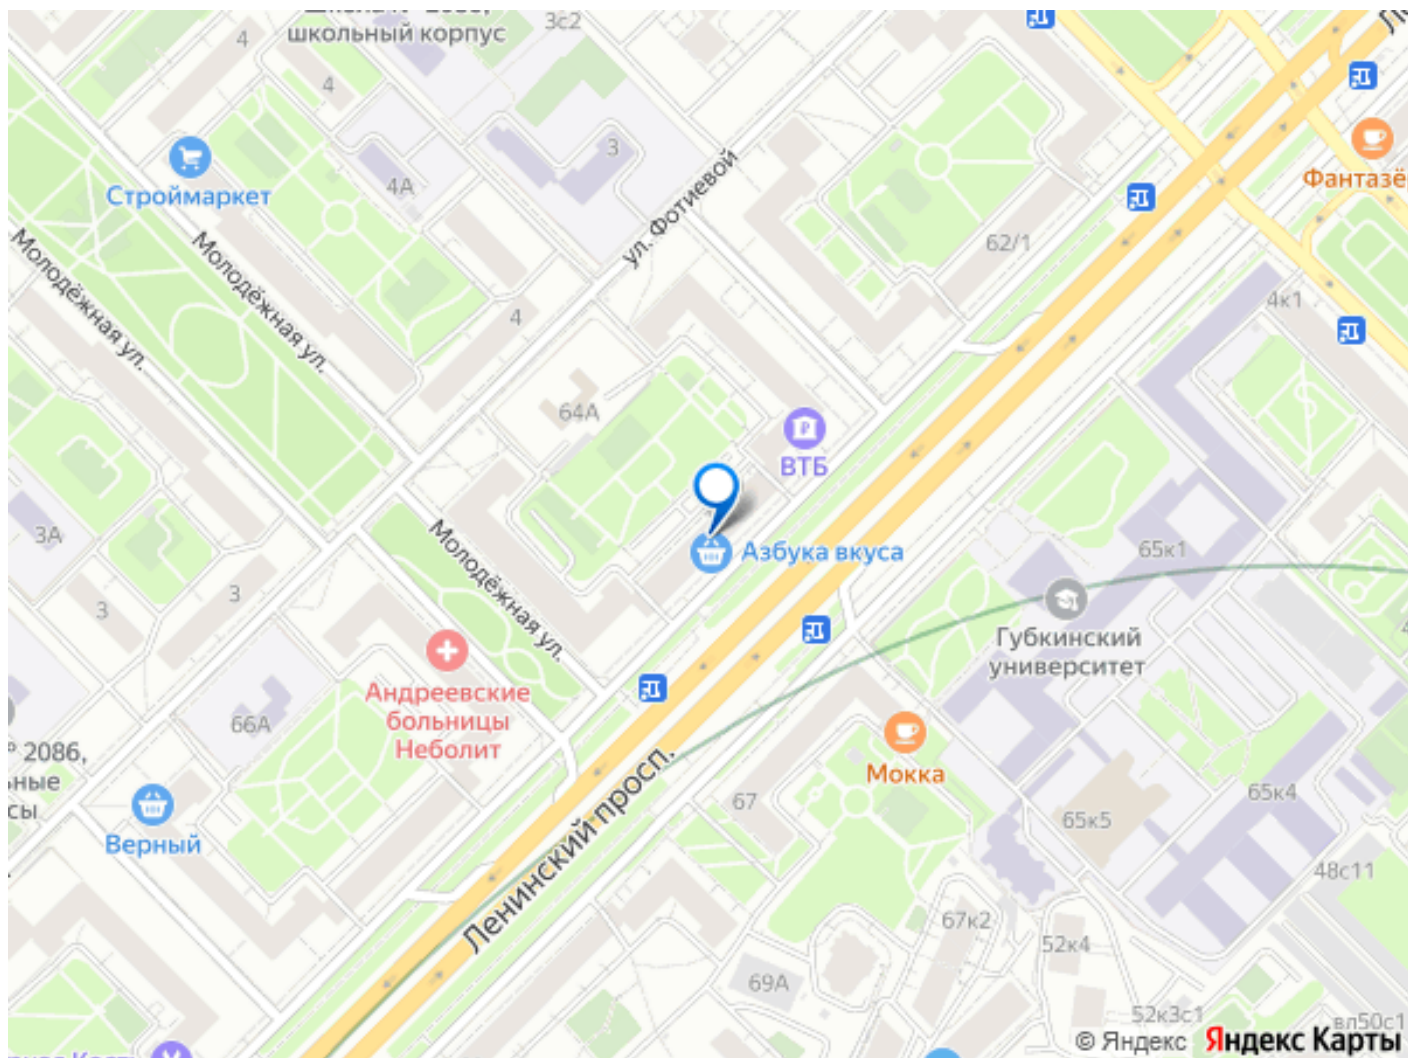 школьный корпус
3с2
4
4
3
4А
Строймаркет
ул. Фотиевой
Фантазё
62/1
Молодёжная ул.
Молодёжная ул.
4
4к1
64А
ВТБ
3А
Азбука вкуса
65к1
Молодёжная ул.
3
3
Губкинский
университет
Андреевские
больницы
Неболит
66А
№ 2086,
Мокка
67
65к4
65к5
Верный
Ленинский просп.
48с11
67к2
52к4
69А
52к3с1
вл50с1
© Яндекс Яндекс Карты